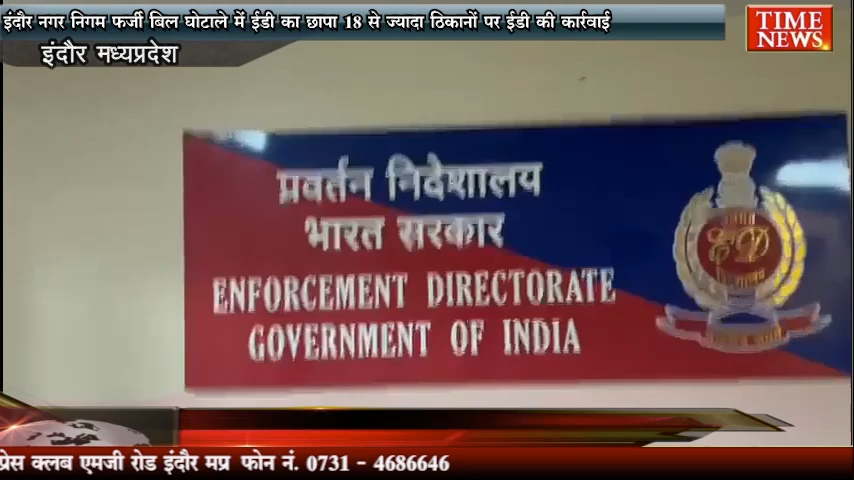 इंदौर नगर निगम फर्जी बिल घोटाले में ईडी का छापा 18 से ज्यादा ठिकानों पर ईडी की कार्रवाई
TIME
NEWS
इंदौर मध्यप्रदेश
प्रवर्तन निदेशालय
भारत सरकार
ENFORCEMENT DIRECTORATE
GOVERNMENT OF INDIA
प्रेस क्लब एमजी रोड इंदौर मप्र फोन नं. 0731 - 4686646